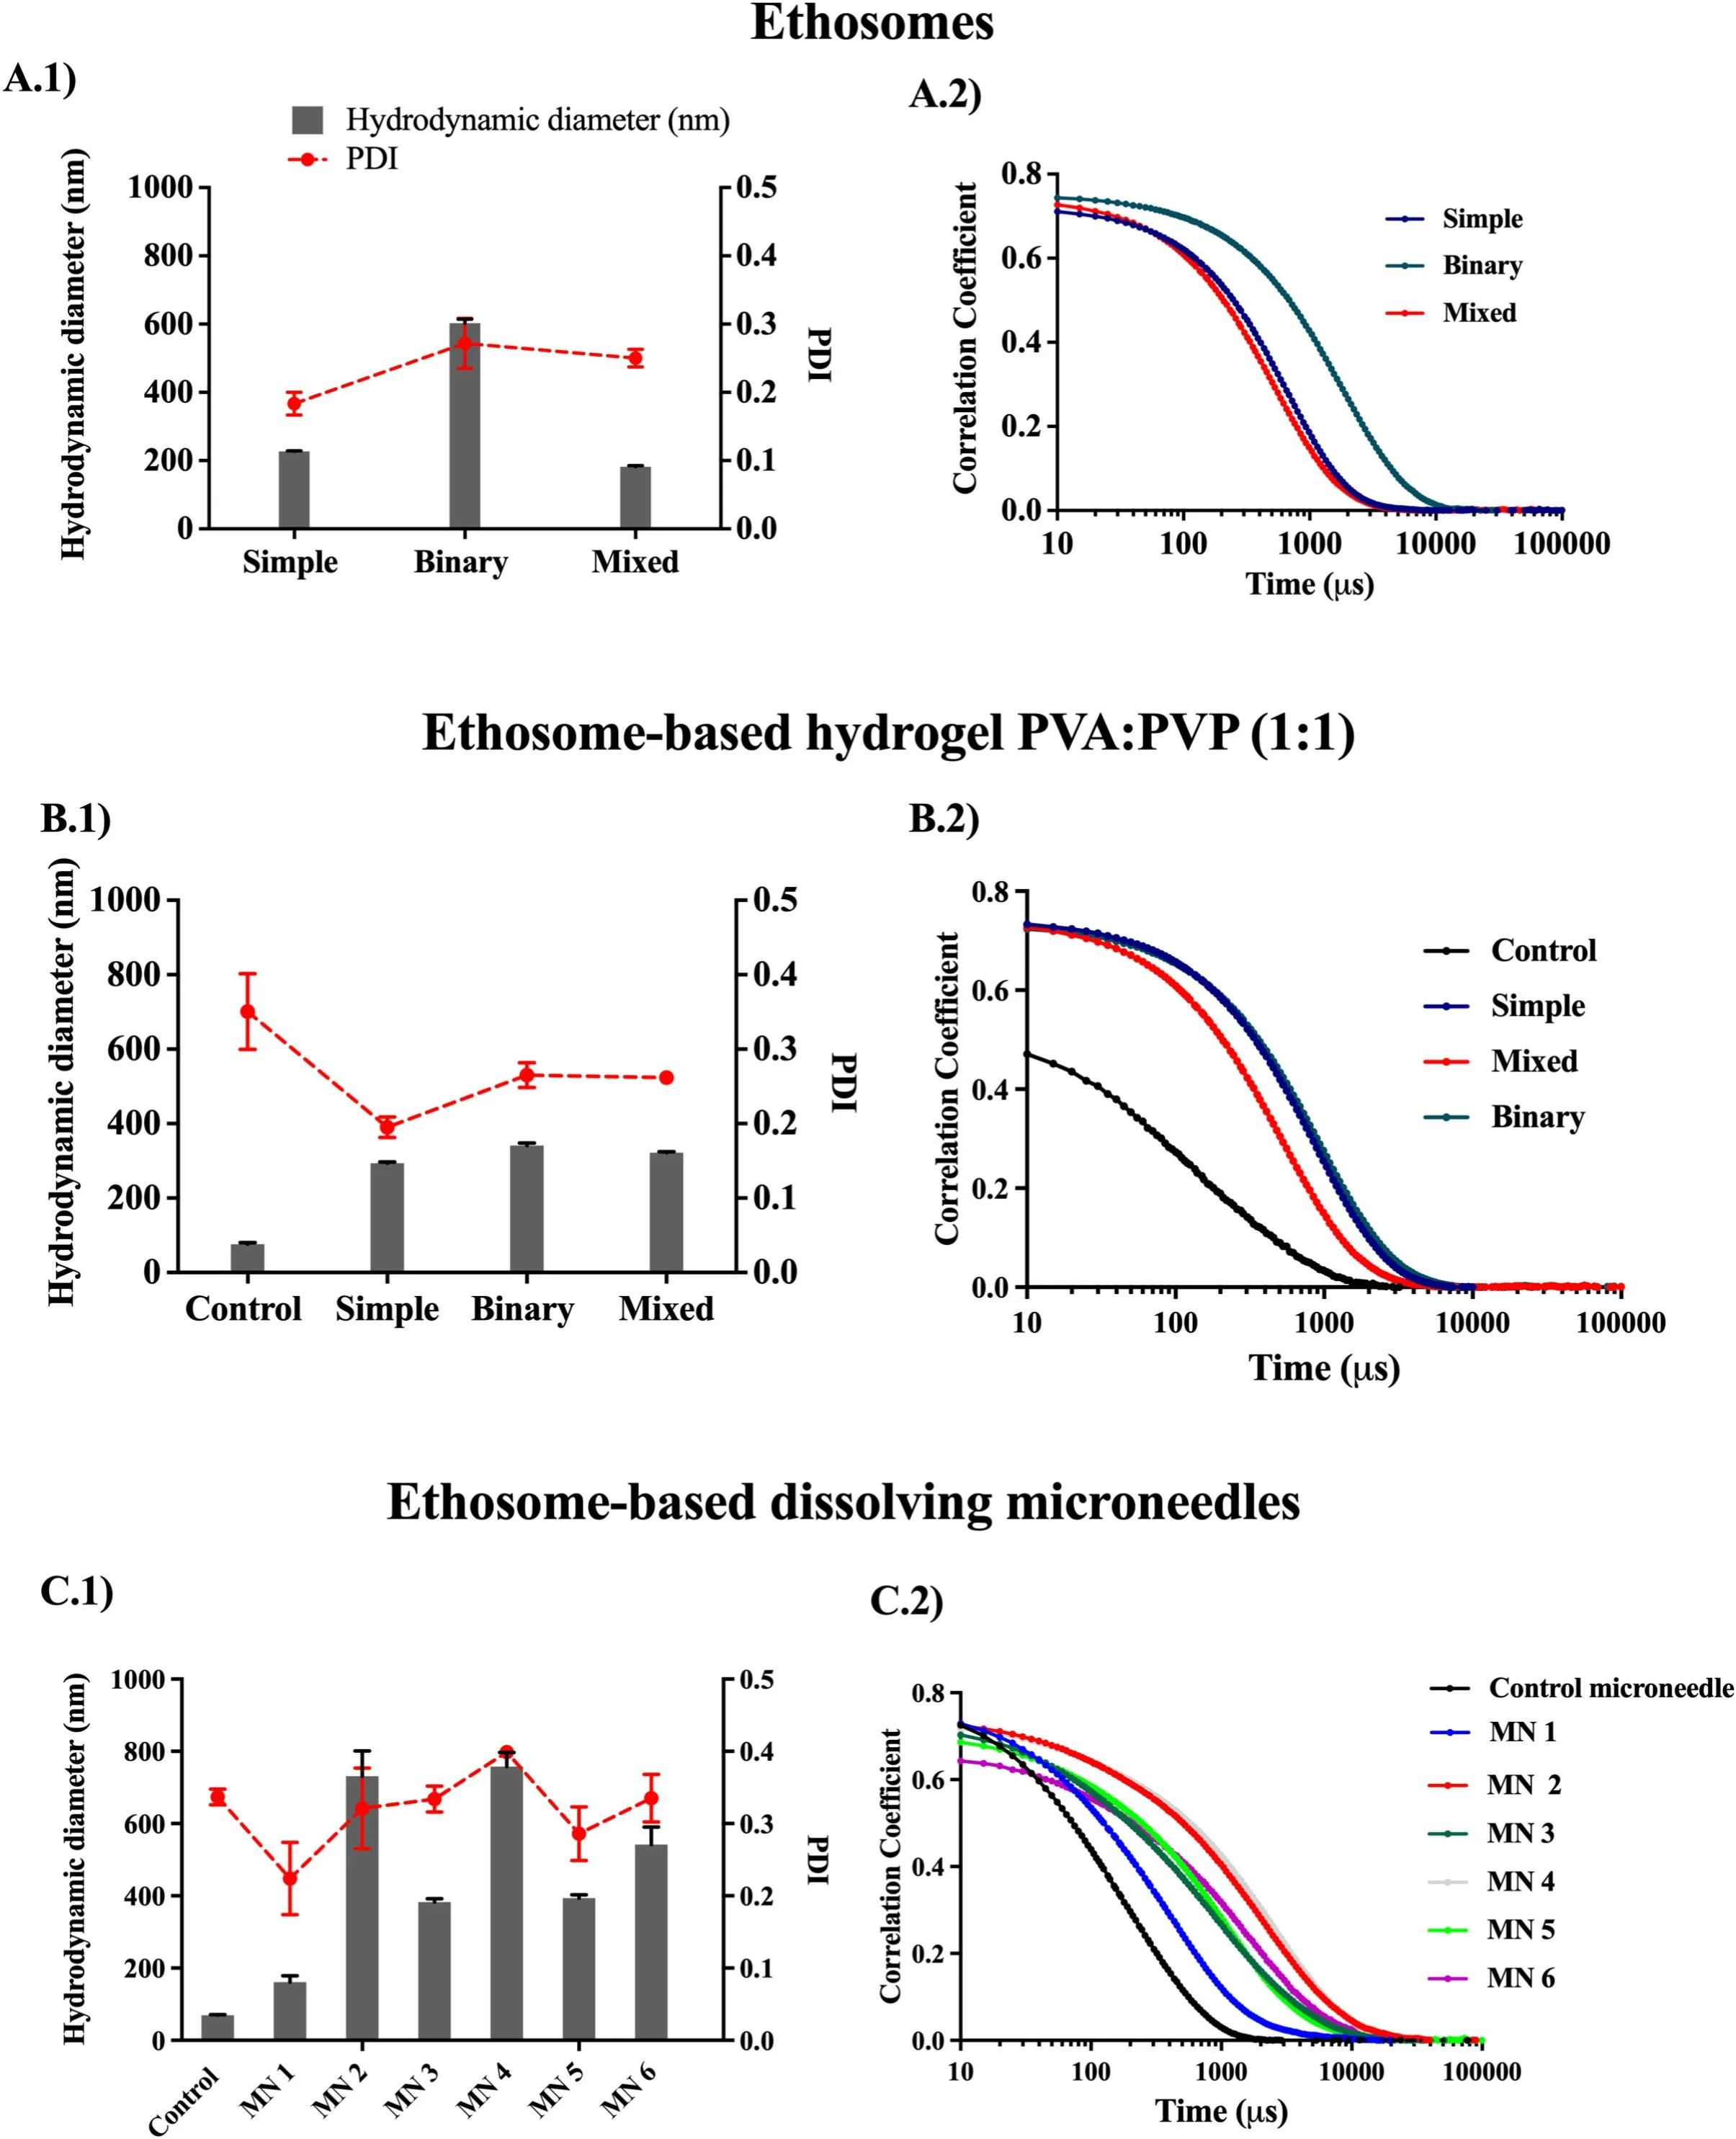 Ethosomes
A.1)
Hydrodynamic diameter (nm)
PDI
Hydrodynamic diameter (nm)
1000
800
600
400
200
0
0.5
0.4
0.3
0.2
0.1
0.0
PDI
Simple
Binary
Mixed
A.2)
Correlation Coefficient
0.8
0.6
0.4
0.2
0.0
10
100
1000
10000
100000
Time (μs)
Simple
Binary
Mixed
Ethosome-based hydrogel PVA:PVP (1:1)
B.1)
Hydrodynamic diameter (nm)
1000
800
600
400
200
0
0.5
0.4
0.3
0.2
0.1
0.0
PDI
Control
Simple
Binary
Mixed
B.2)
Correlation Coefficient
0.8
0.6
0.4
0.2
0.0
10
100
1000
10000
100000
Time (μs)
Control
Simple
Mixed
Binary
Ethosome-based dissolving microneedles
C.1)
Hydrodynamic diameter (nm)
1000
800
600
400
200
0
0.5
0.4
0.3
0.2
0.1
0.0
PDI
Control
MN 1
MN 2
MN 3
MN 4
MN 5
MN 6
C.2)
Correlation Coefficient
0.8
0.6
0.4
0.2
0.0
10
100
1000
10000
100000
Time (μs)
Control microneedle
MN 1
MN 2
MN 3
MN 4
MN 5
MN 6